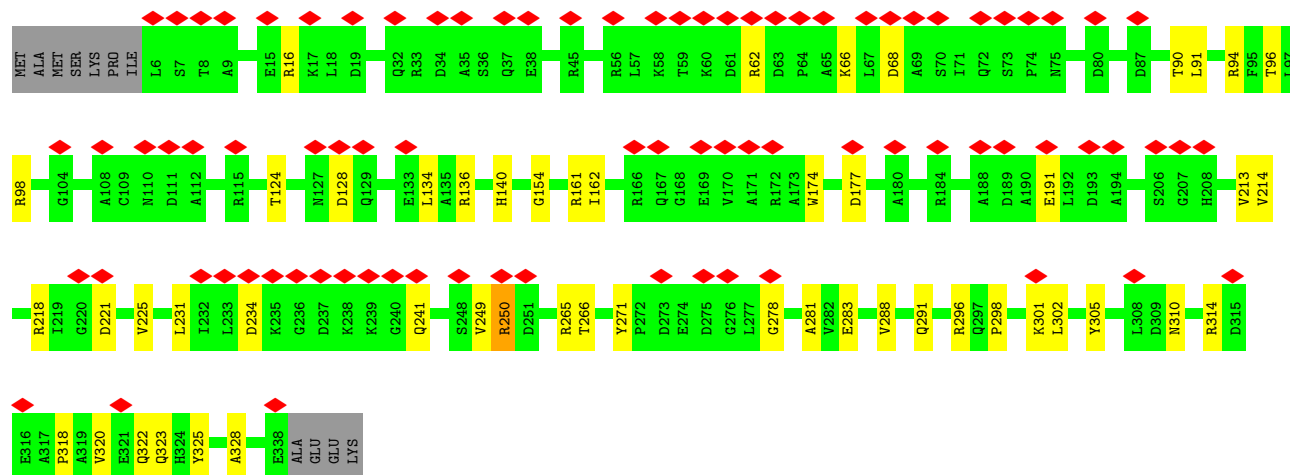 MET ALA MET SER LYS PRO ILE L6 S7 T8 A9 E15 R16 K17 L18 D19 Q32 R33 D34 A35 S36 Q37 E38 R45 R56 L57 K58 T59 K60 D61 R62 D63 P64 A65 K66 L67 D68 A69 S70 I71 Q72 S73 P74 N75 D80 D87 T90 L91 R94 F95 T96 L97
R98 G104 A108 C109 N110 D111 A112 R115 T124 N127 D128 Q129 E133 L134 A135 R136 H140 G154 R161 I162 R166 Q167 G168 E169 V170 A171 R172 A173 W174 D177 A180 R184 A188 D189 A190 E191 L192 D193 A194 S206 G207 H208 V213 V214
R218 I219 G220 D221 V225 L231 I232 L233 D234 K235 G236 D237 K238 K239 G240 Q241 S248 V249 R250 D251 R265 T266 Y271 P272 D273 E274 D275 G276 L277 G278 A281 V282 E283 V288 Q291 R296 Q297 P298 K301 L302 Y305 L308 D309 N310 R314 D315
E316 A317 P318 A319 V320 E321 Q322 Q323 H324 Y325 A328 E338 ALA GLU GLU LYS